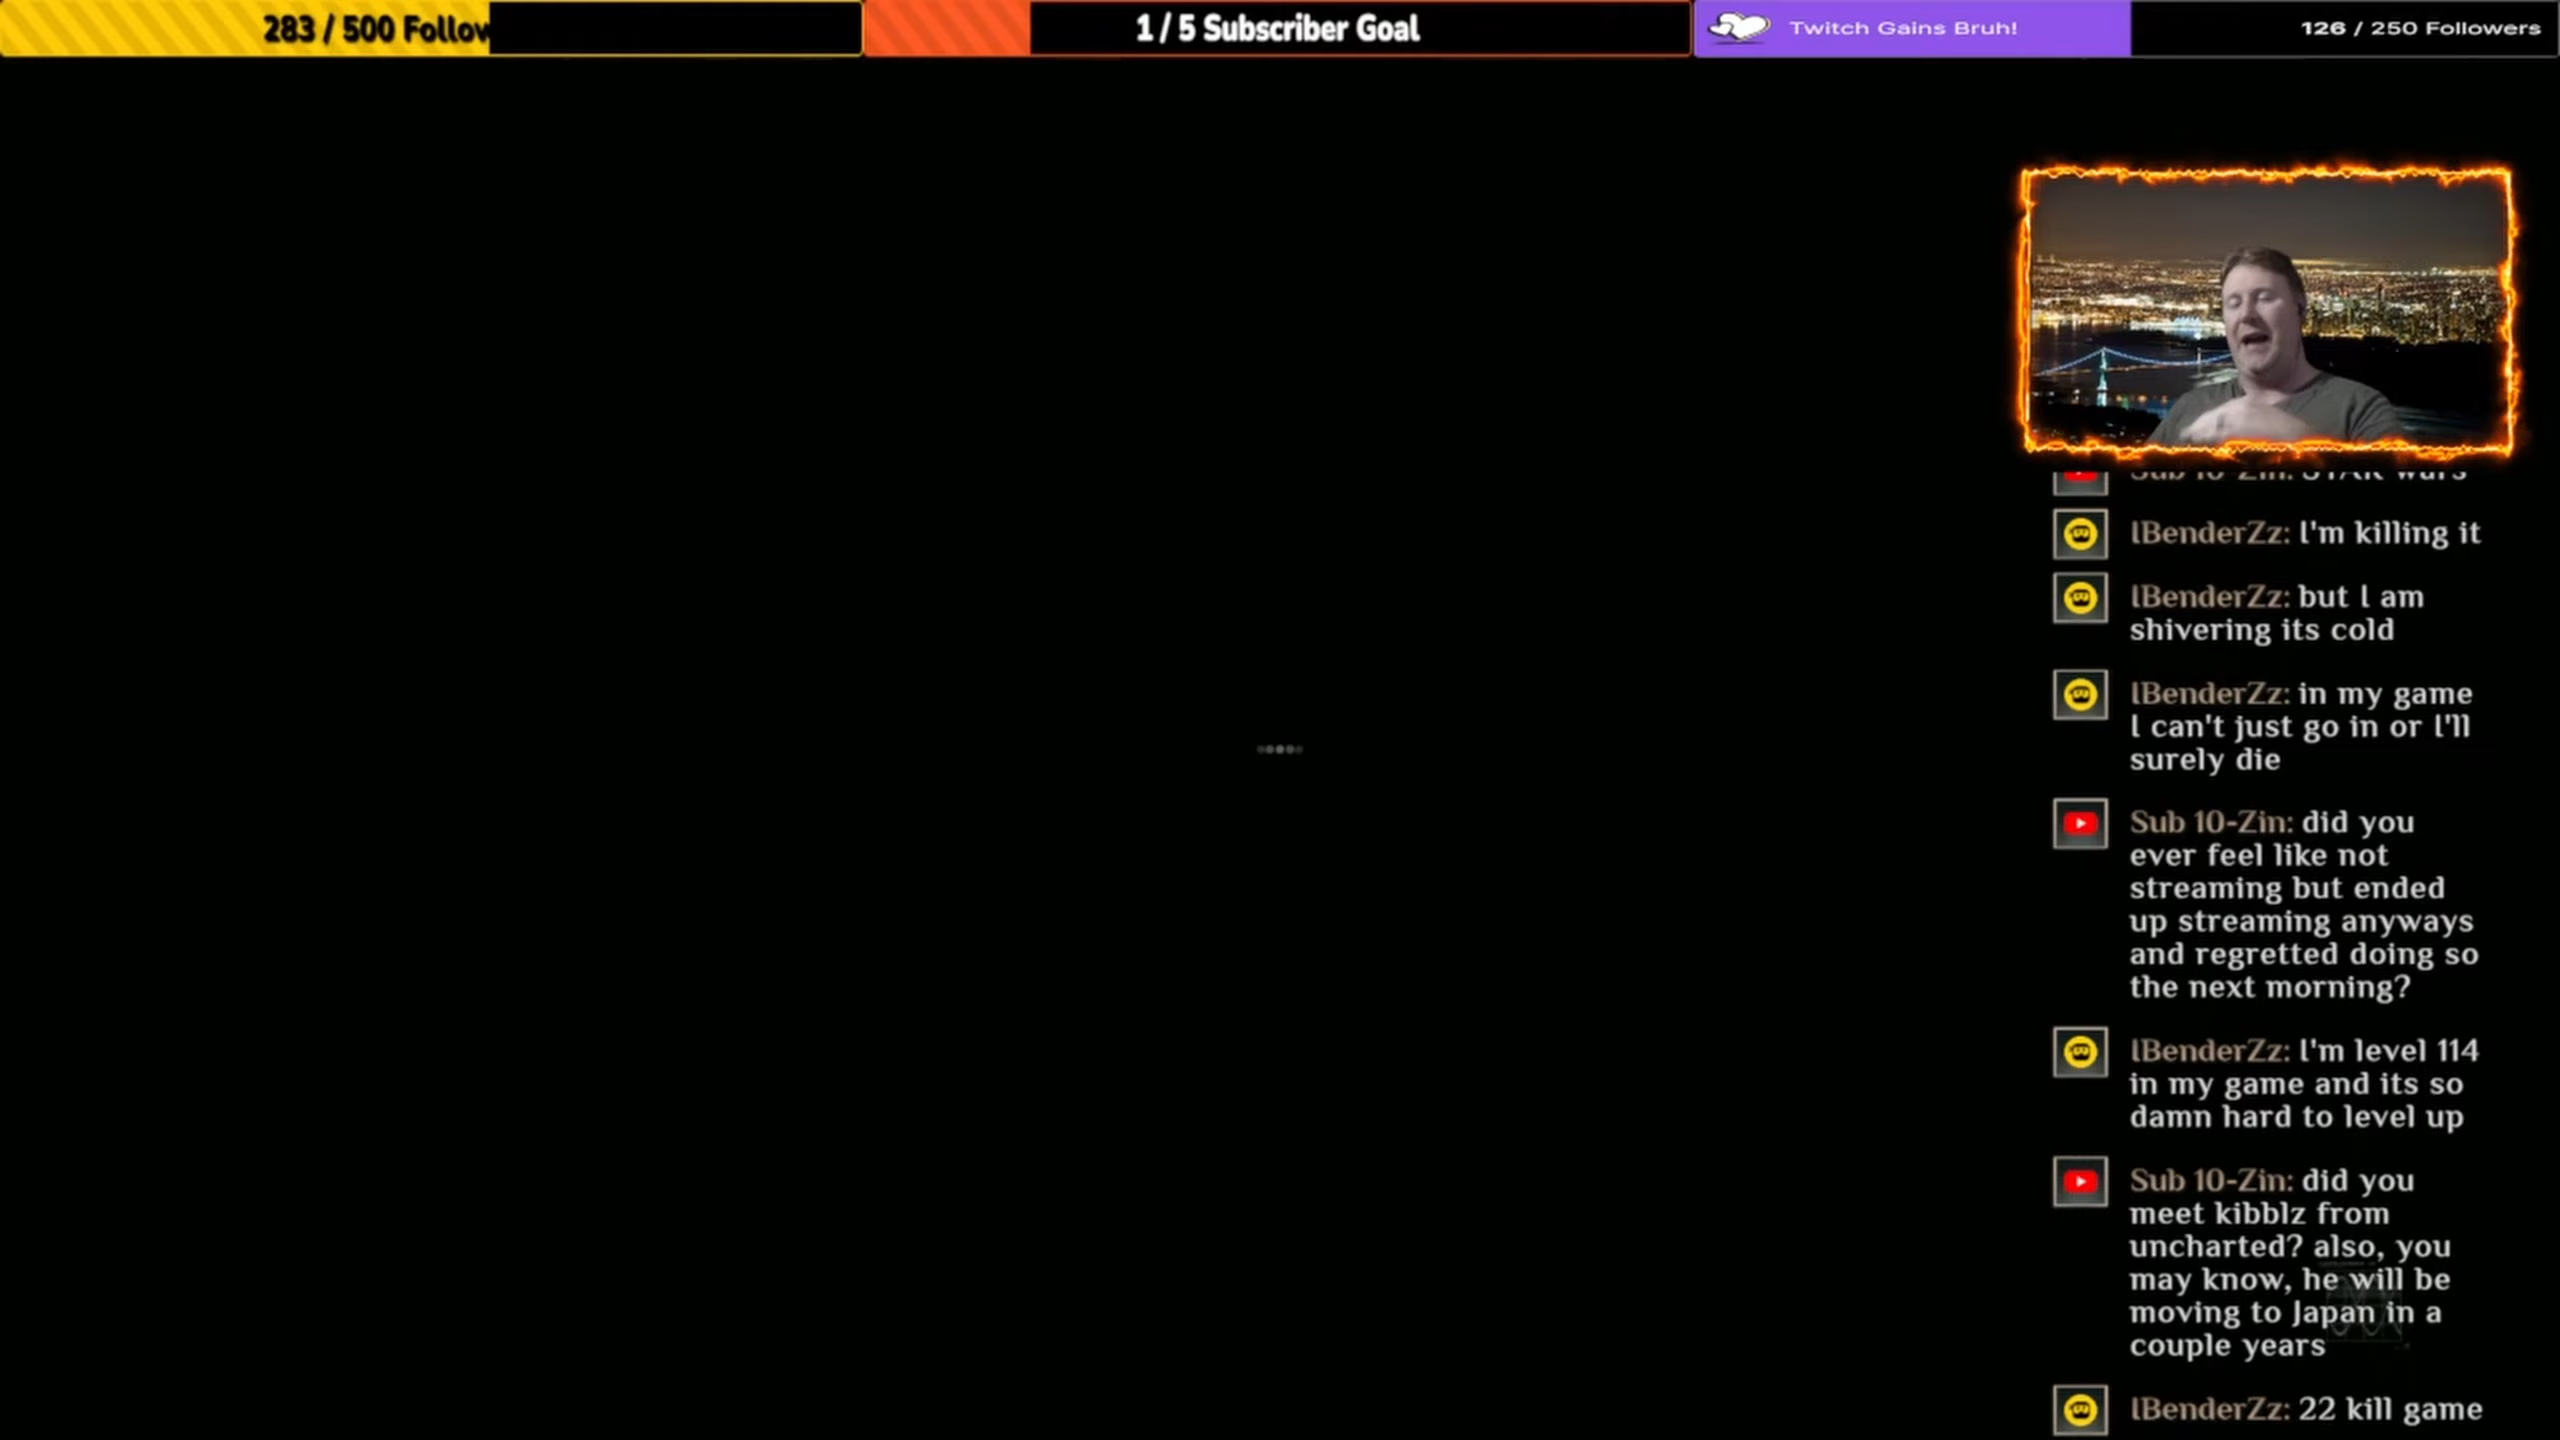 283 / 500 Follow
1 / 5 Subscriber Goal
Twitch Gains Bruh!
126 / 250 Followers
Sub 10-Zin: STAR wars
lBenderZz: I'm killing it
lBenderZz: but I am
shivering its cold
lBenderZz: in my game
I can't just go in or I'll
surely die
Sub 10-Zin: did you
ever feel like not
streaming but ended
up streaming anyways
and regretted doing so
the next morning?
lBenderZz: I'm level 114
in my game and its so
damn hard to level up
Sub 10-Zin: did you
meet kibblz from
uncharted? also, you
may know, he will be
moving to Japan in a
couple years
lBenderZz: 22 kill game